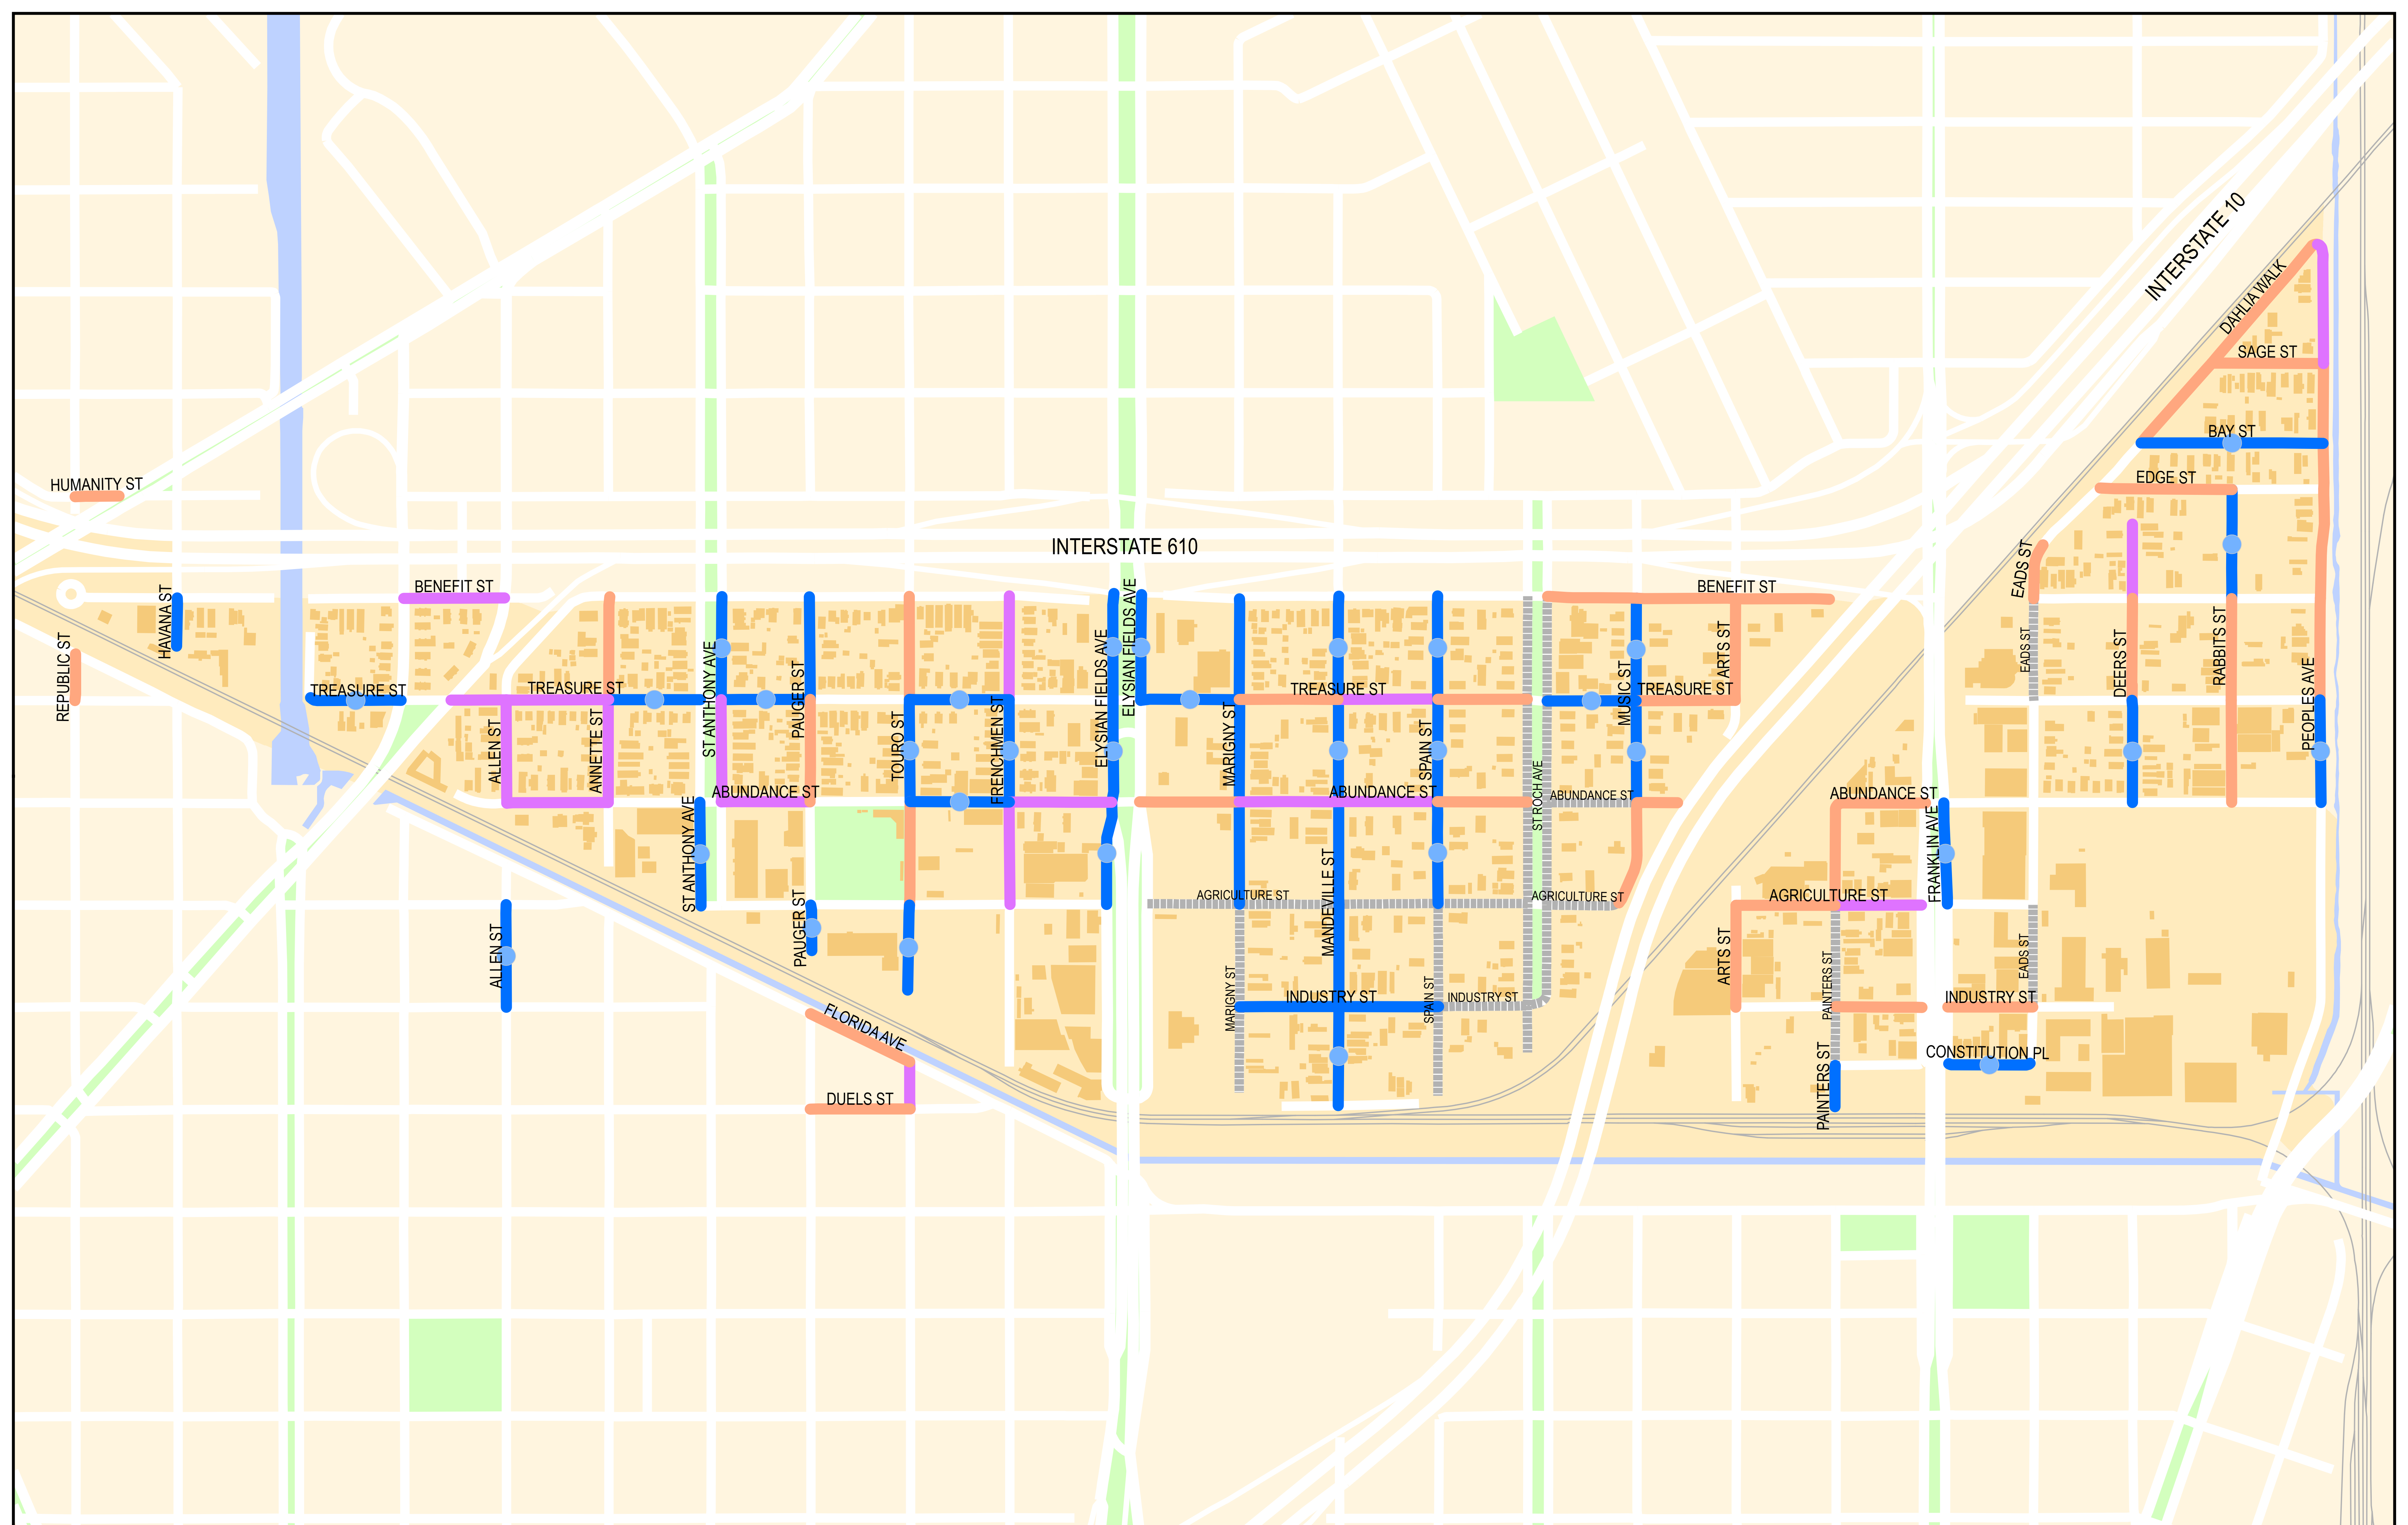 INTERSTATE 10
DAHLIA WALK
SAGE ST
BAY ST
EDGE ST
HUMANITY ST
INTERSTATE 610
EADS ST
HAVANA ST
BENEFIT ST
ELYSIAN FIELDS AVE
BENEFIT ST
REPUBLIC ST
TREASURE ST
TREASURE ST
ST ANTHONY AVE
PAUGER ST
ELYSIAN FIELDS AVE
TREASURE ST
MUSIC ST
TREASURE ST
ARTS ST
EADS ST
DEERS ST
RABBITS ST
PEOPLES AVE
ALLEN ST
ANNETTE ST
TOURO ST
FRENCHMEN ST
MARIGNY ST
SPAIN ST
ABUNDANCE ST
ABUNDANCE ST
ST ROCH AVE
ABUNDANCE ST
ABUNDANCE ST
ST ANTHONY AVE
FRANKLIN AVE
MANDEVILLE ST
AGRICULTURE ST
AGRICULTURE ST
AGRICULTURE ST
ALLEN ST
PAUGER ST
ARTS ST
PAINTERS ST
EADS ST
MARIGNY ST
INDUSTRY ST
SPAIN ST
INDUSTRY ST
INDUSTRY ST
FLORIDA AVE
CONSTITUTION PL
PAINTERS ST
DUELS ST